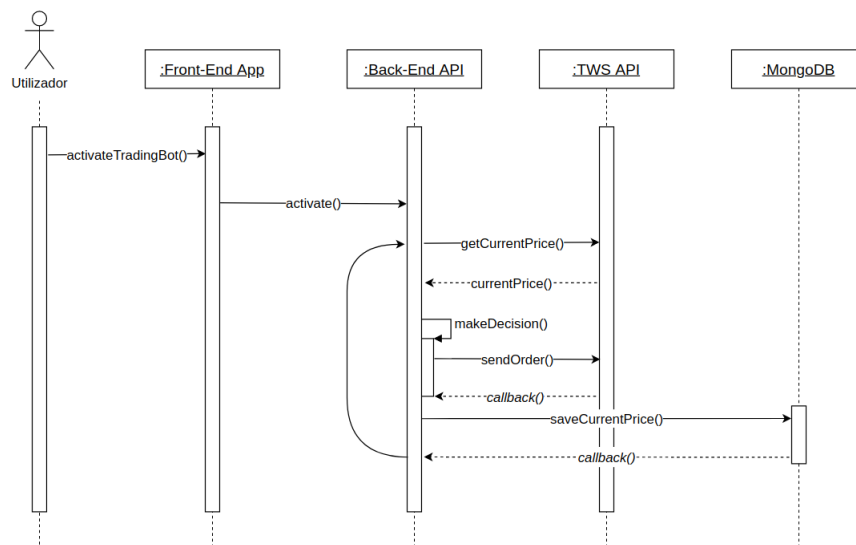 Utilizador
:Front-End App
:Back-End API
:TWS API
:MongoDB
activateTradingBot()
activate()
getCurrentPrice()
currentPrice()
makeDecision()
sendOrder()
callback()
saveCurrentPrice()
callback()